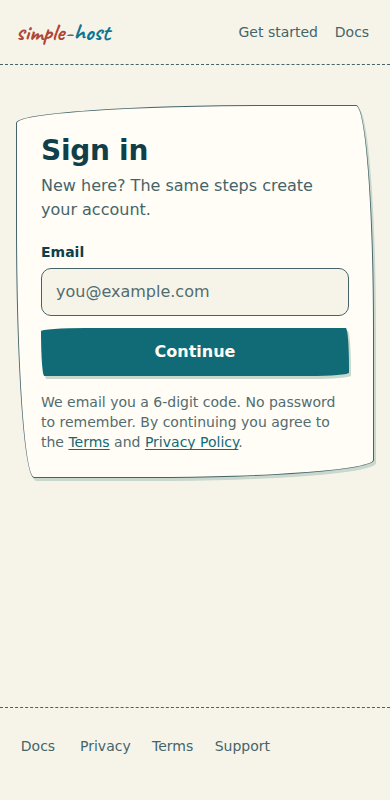 simple-host
Get started Docs
Sign in
New here? The same steps create
your account.
Email
you@example.com
Continue
We email you a 6-digit code. No password
to remember. By continuing you agree to
the Terms and Privacy Policy.
Docs Privacy Terms Support